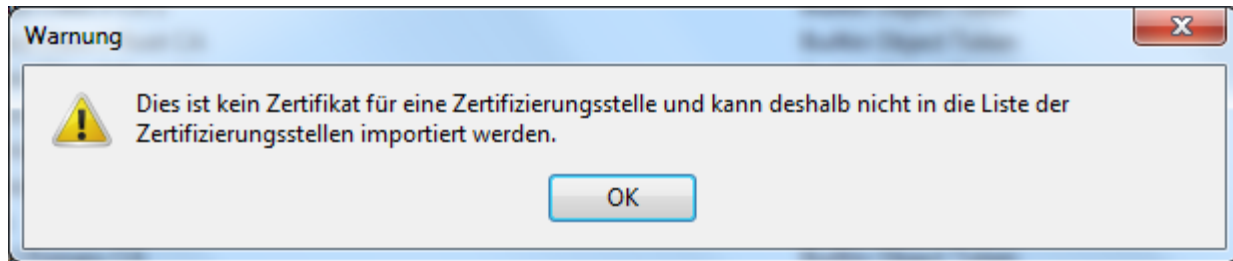 Warnung
Dies ist kein Zertifikat für eine Zertifizierungsstelle und kann deshalb nicht in die Liste der
Zertifizierungsstellen importiert werden.
OK